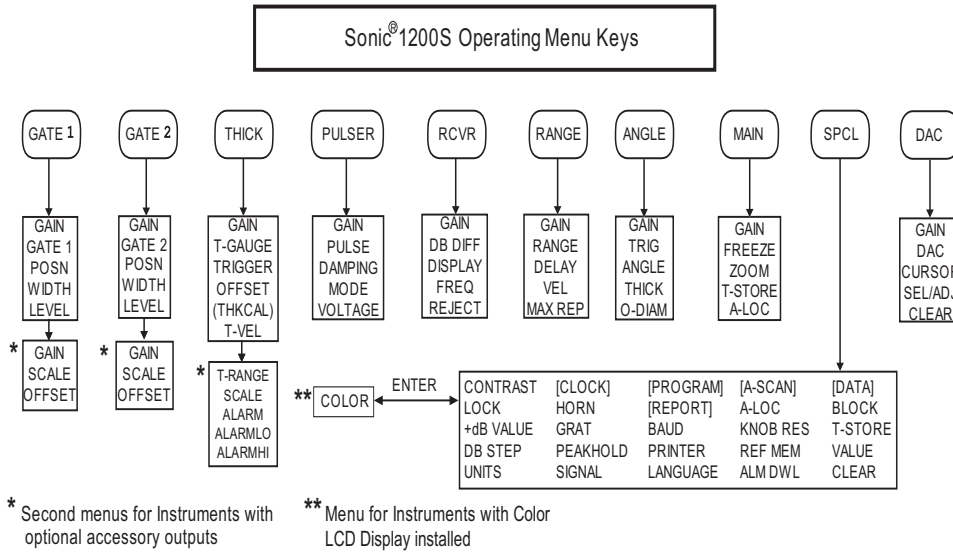 Sonic®1200S Operating Menu Keys
GATE 1
GATE 2
THICK
PULSER
RCVR
RANGE
ANGLE
MAIN
SPCL
DAC
GAIN
GATE 1
POSN
WIDTH
LEVEL
GAIN
GATE 2
POSN
WIDTH
LEVEL
GAIN
T-GAUGE
TRIGGER
OFFSET
(THKCAL)
T-VEL
GAIN
PULSE
DAMPING
MODE
VOLTAGE
GAIN
DB DIFF
DISPLAY
FREQ
REJECT
GAIN
RANGE
DELAY
VEL
MAX REP
GAIN
TRIG
ANGLE
THICK
O-DIAM
GAIN
FREEZE
ZOOM
T-STORE
A-LOC
GAIN
DAC
CURSOR
SEL/ADJ
CLEAR
*
GAIN
SCALE
OFFSET
*
GAIN
SCALE
OFFSET
*
T-RANGE
SCALE
ALARM
ALARMLO
ALARMHI
** COLOR
ENTER
CONTRAST [CLOCK] [PROGRAM] [A-SCAN] [DATA]
LOCK HORN [REPORT] A-LOC BLOCK
+dB VALUE GRAT BAUD KNOB RES T-STORE
DB STEP PEAKHOLD PRINTER REF MEM VALUE
UNITS SIGNAL LANGUAGE ALM DWL CLEAR
* Second menus for Instruments with
optional accessory outputs
** Menu for Instruments with Color
LCD Display installed